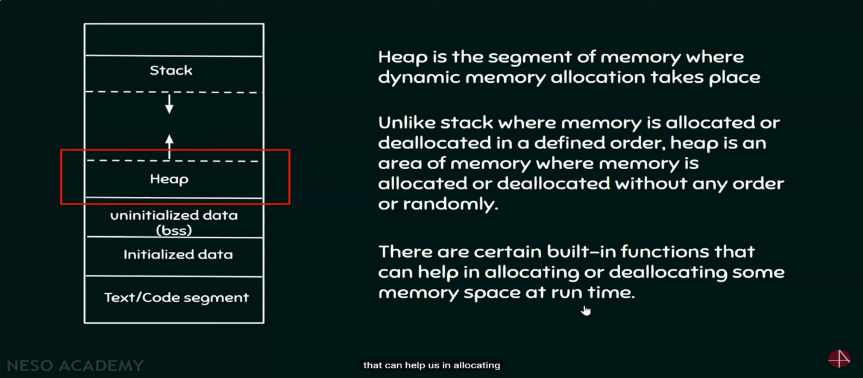 Stack
Heap
uninitialized data
(bss)
Initialized data
Text/Code segment
Heap is the segment of memory where
dynamic memory allocation takes place
Unlike stack where memory is allocated or
deallocated in a defined order, heap is an
area of memory where memory is
allocated or deallocated without any order
or randomly.
There are certain built-in functions that
can help in allocating or deallocating some
memory space at run time.
NESO ACADEMY
that can help us in allocating